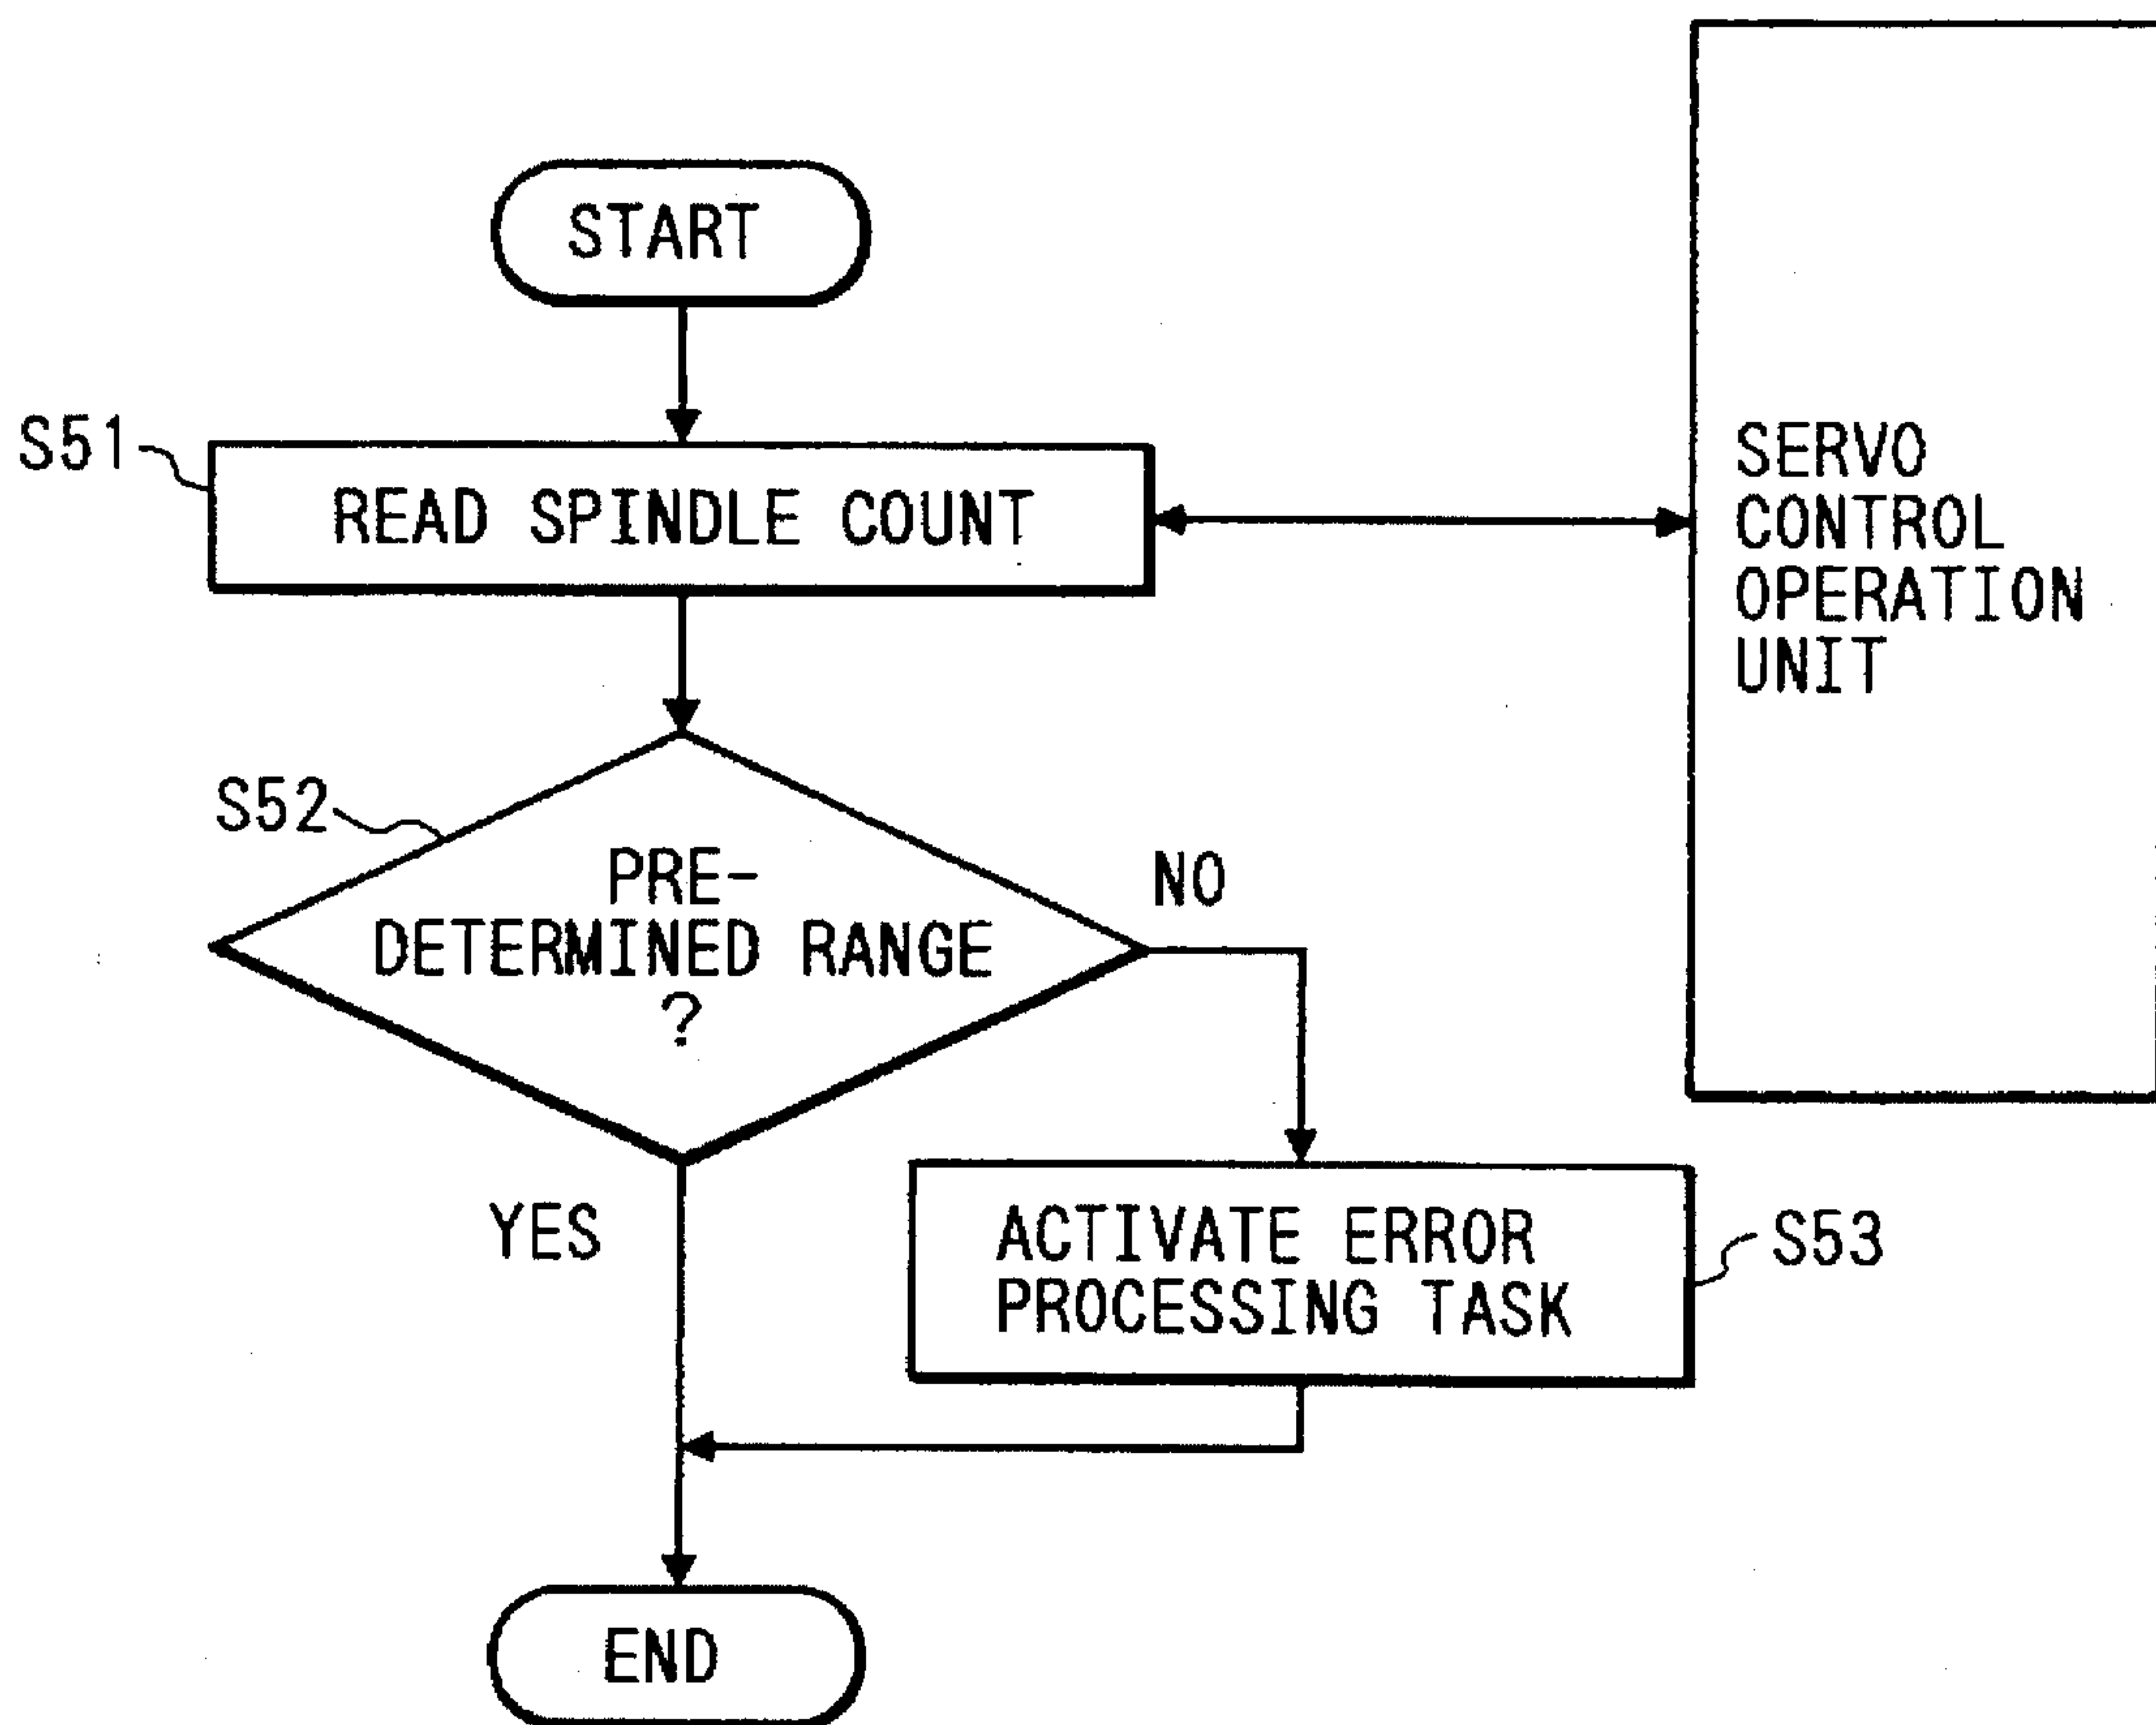 START
S51
READ SPINDLE COUNT
SERVO
CONTROL
OPERATION
UNIT
S52
PRE-
DETERMINED RANGE
?
NO
YES
ACTIVATE ERROR
PROCESSING TASK
S53
END